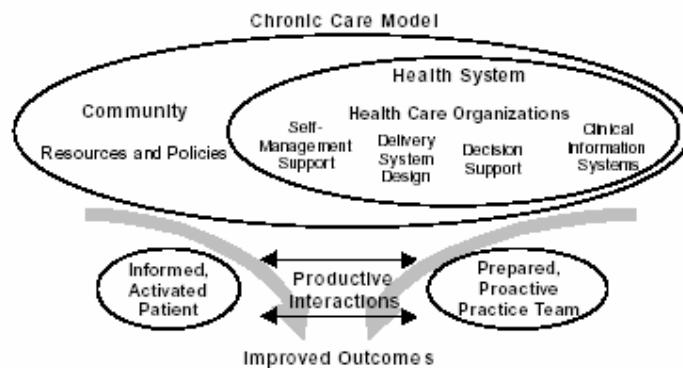 Chronic Care Model
Health System
Community
Resources and Policies
Health Care Organizations
Self-
Management
Support
Delivery
System
Design
Decision
Support
Clinical
Information
Systems
Informed,
Activated
Patient
Productive
Interactions
Prepared,
Proactive
Practice Team
Improved Outcomes